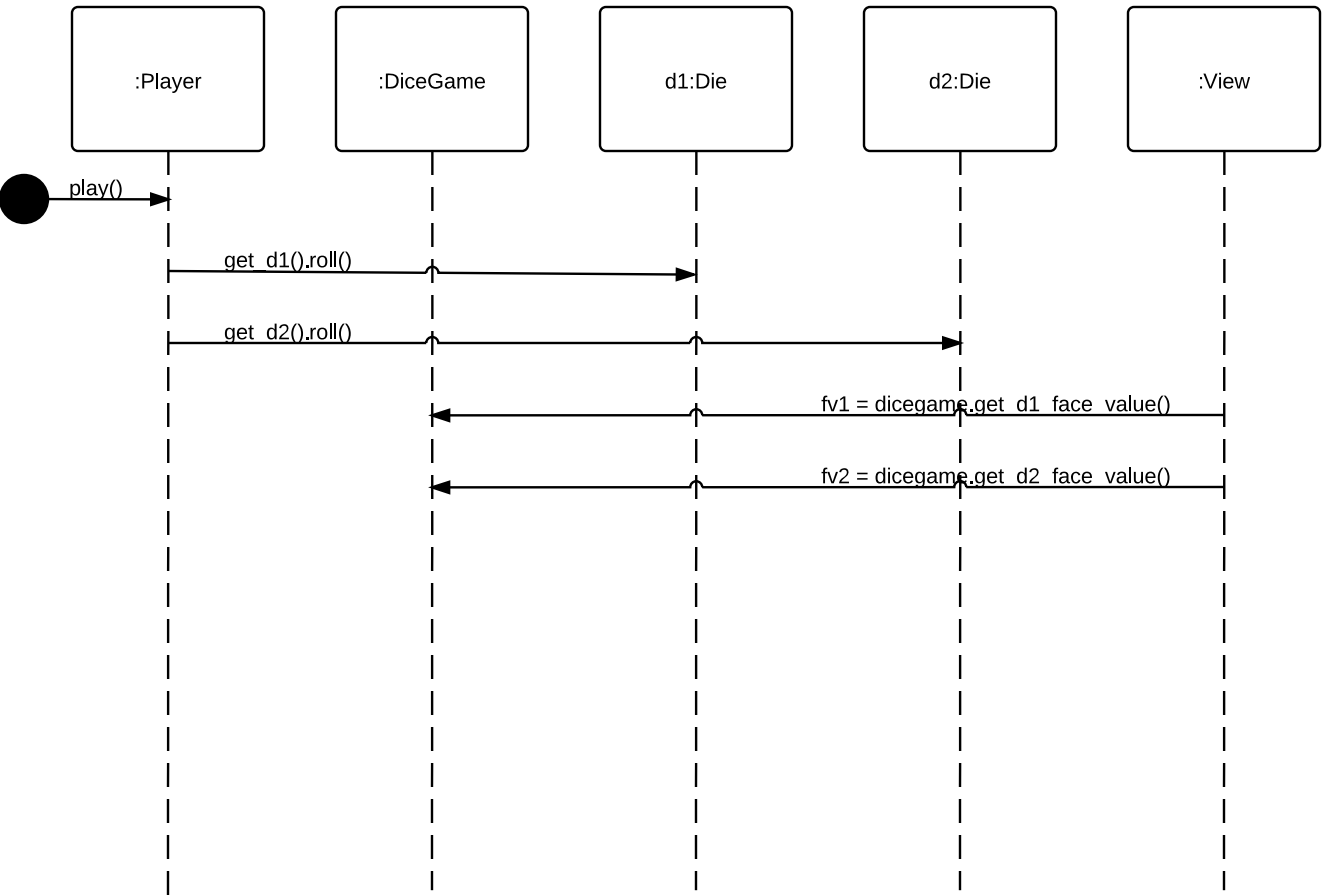 :Player
:DiceGame
d1:Die
d2:Die
:View
play()
get_d1().roll()
get_d2().roll()
fv1 = dicegame.get_d1_face_value()
fv2 = dicegame.get_d2_face_value()